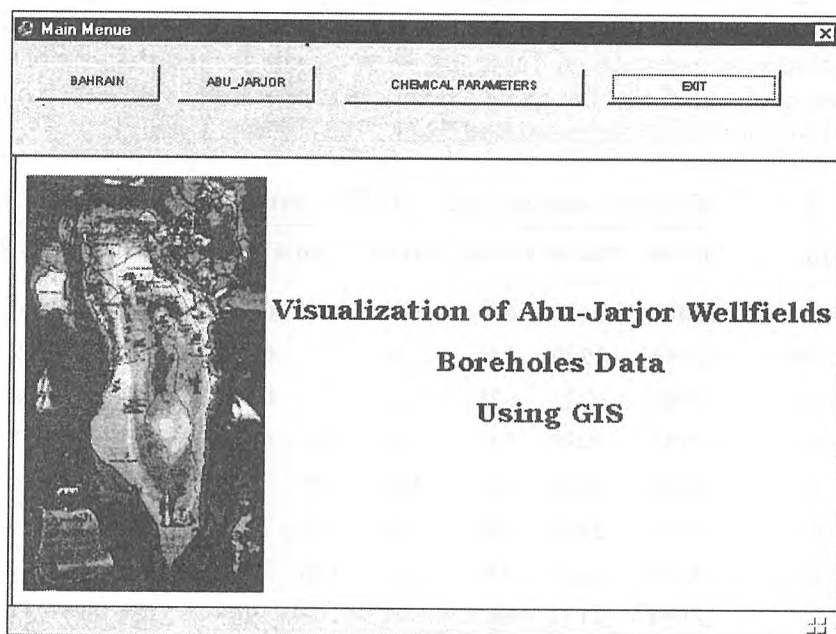 Main Menue
BAHRAIN ABU_JARJOR CHEMICAL PARAMETERS EXIT
Visualization of Abu-Jarjor Wellfields
Boreholes Data
Using GIS